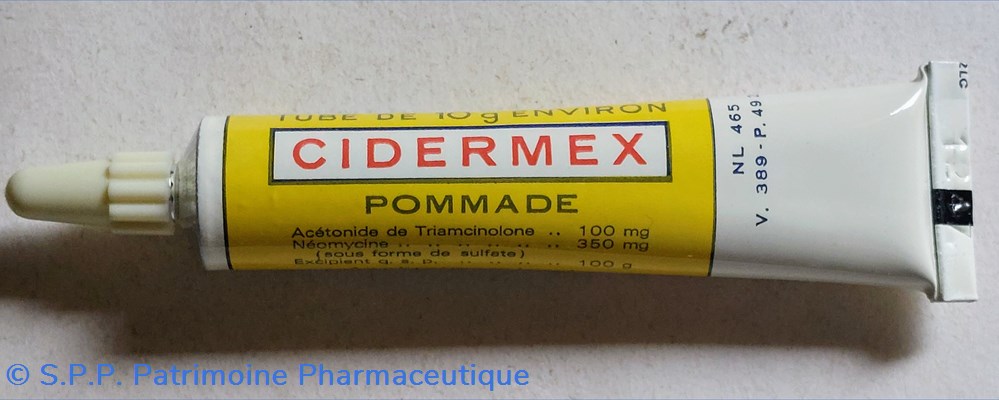 TUBE DE 10g ENVIRON
CIDERMEX
POMMADE
Acétonide de Triamcinolone .. 100 mg
Néomycine .. .. .. .. .. .. 350 mg
(sous forme de sulfate)
Excipient q. s. p. .. .. .. .. .. 100 g
NL 465
V. 389 - P. 49
© S.P.P. Patrimoine Pharmaceutique